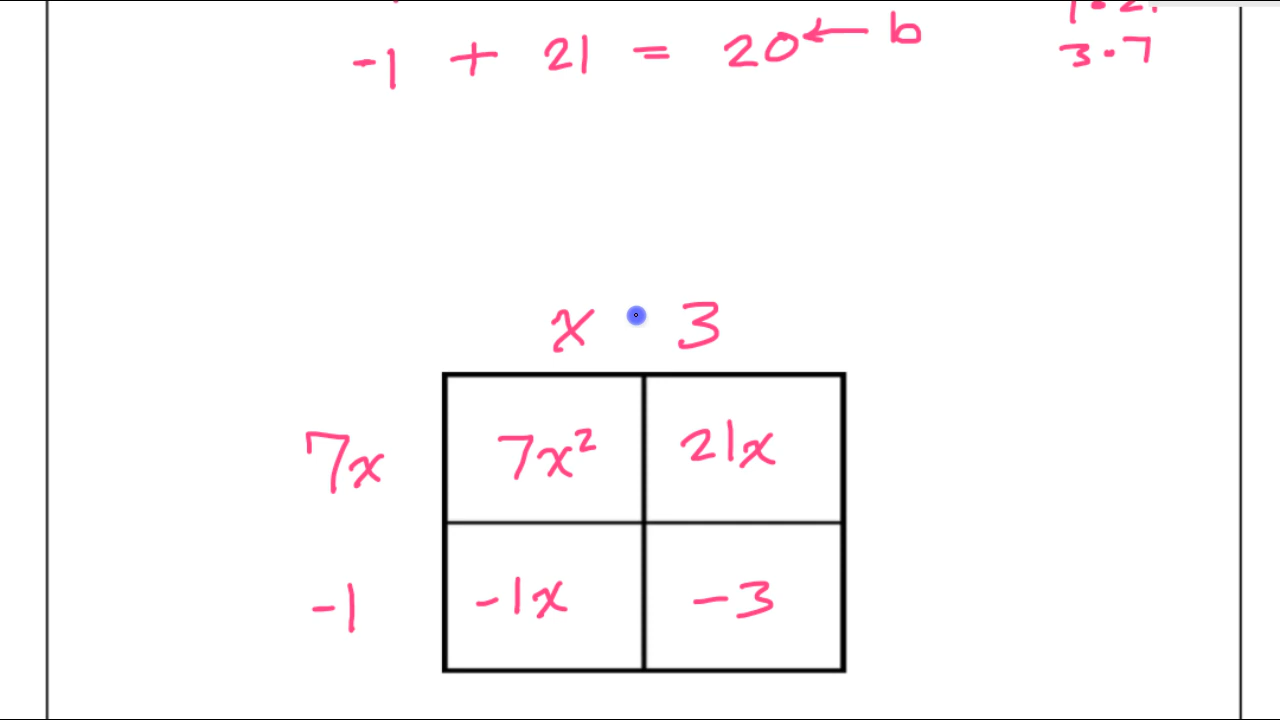 -1 + 21 = 20 ← b
3·7
x 3
7x 7x² 21x
-1 -1x -3